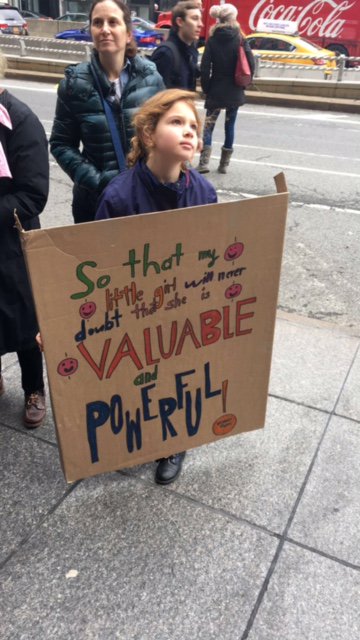 Coca-Cola
So that my
little girl will never
doubt that she is
VALUABLE
and
POWERFUL!